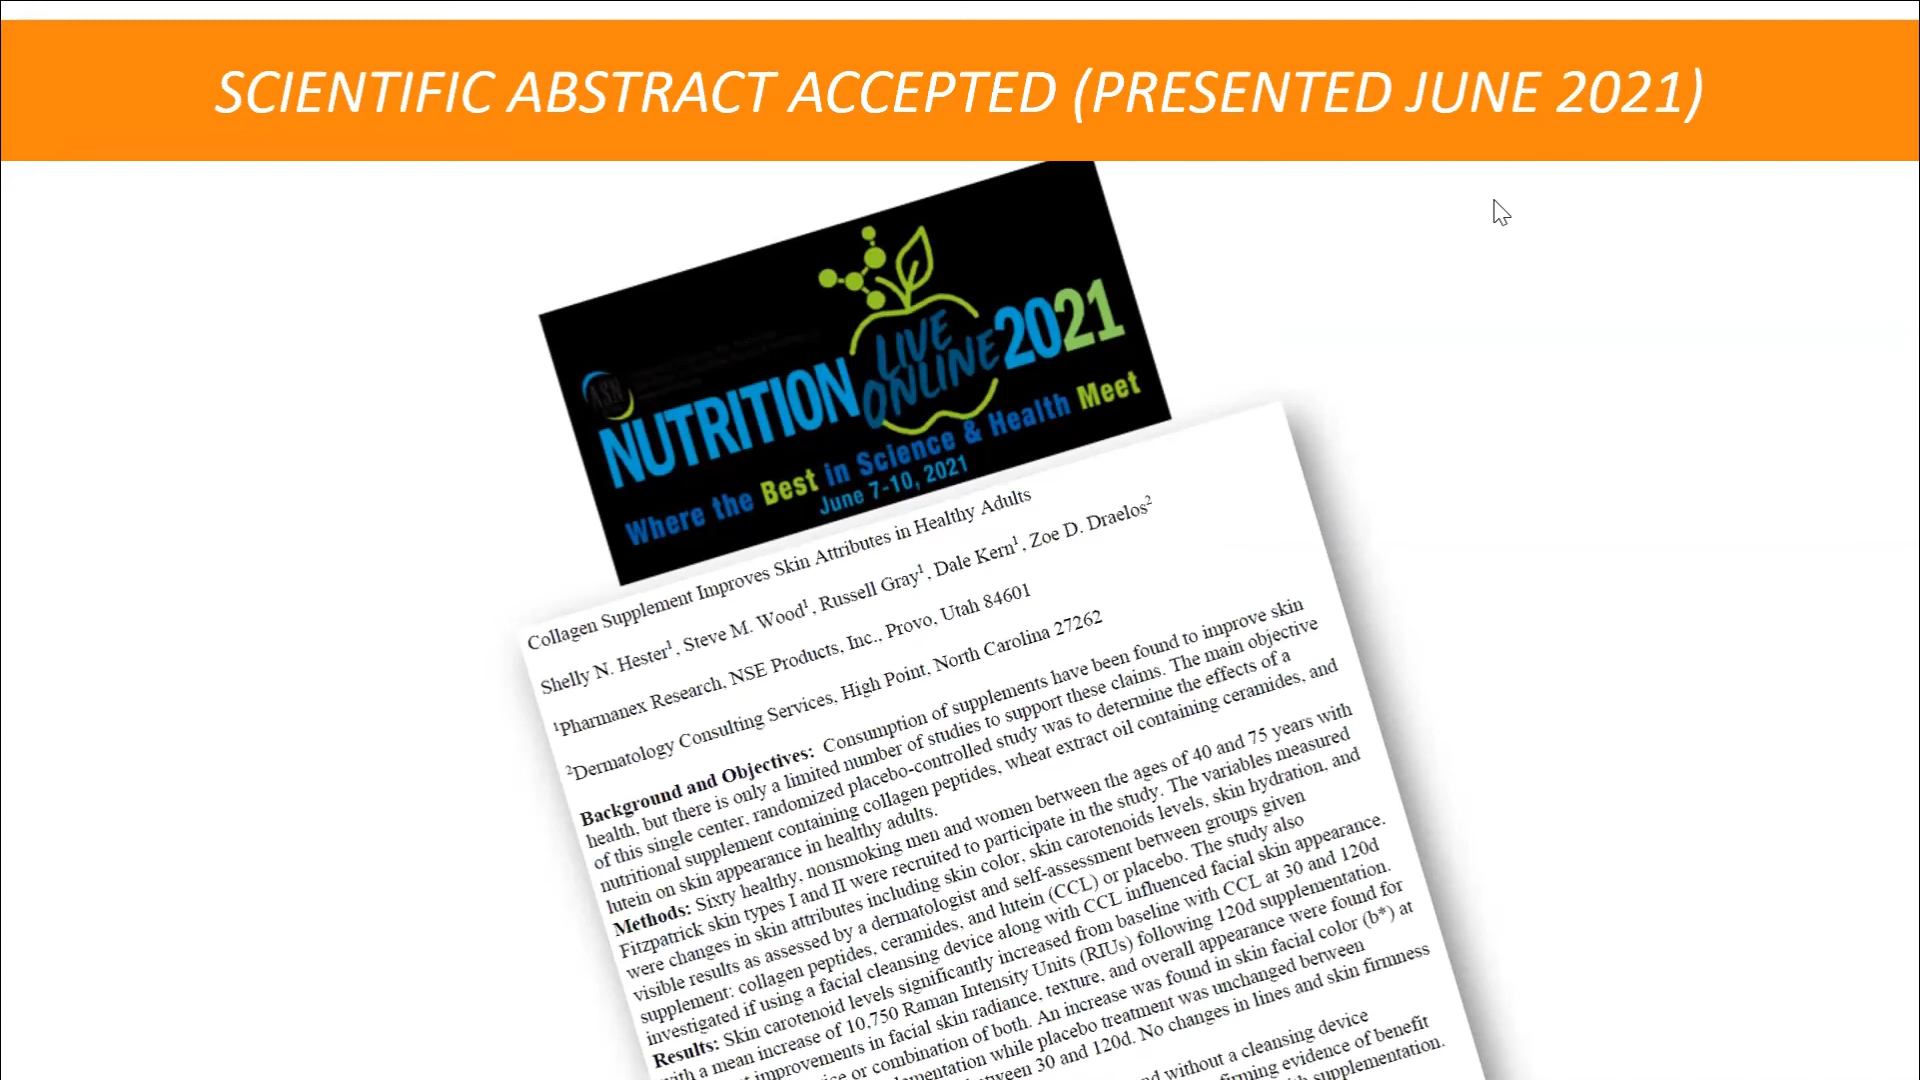 SCIENTIFIC ABSTRACT ACCEPTED (PRESENTED JUNE 2021)
ASN
NUTRITION LIVE ONLINE 2021
Where the Best in Science & Health Meet
June 7-10, 2021
Collagen Supplement Improves Skin Attributes in Healthy Adults
Shelly N. Hester¹, Steve M. Wood¹, Russell Gray¹, Dale Kern¹, Zoe D. Draelos²
¹Pharmanex Research, NSE Products, Inc., Provo, Utah 84601
²Dermatology Consulting Services, High Point, North Carolina 27262
Background and Objectives: Consumption of supplements have been found to improve skin
health, but there is only a limited number of studies to support these claims. The main objective
of this single center, randomized placebo-controlled study was to determine the effects of a
nutritional supplement containing collagen peptides, wheat extract oil containing ceramides, and
lutein on skin appearance in healthy adults.
Methods: Sixty healthy, nonsmoking men and women between the ages of 40 and 75 years with
Fitzpatrick skin types I and II were recruited to participate in the study. The variables measured
were changes in skin attributes including skin color, skin carotenoids levels, skin hydration, and
visible results as assessed by a dermatologist and self-assessment between groups given
supplement: collagen peptides, ceramides, and lutein (CCL) or placebo. The study also
investigated if using a facial cleansing device along with CCL influenced facial skin appearance.
Results: Skin carotenoid levels significantly increased from baseline with CCL at 30 and 120d
with a mean increase of 10,750 Raman Intensity Units (RIUs) following 120d supplementation.
improvements in facial skin radiance, texture, and overall appearance were found for
or combination of both. An increase was found in skin facial color (b*) at
while placebo treatment was unchanged between
30 and 120d. No changes in lines and skin firmness
and without a cleansing device
evidence of benefit
supplementation.